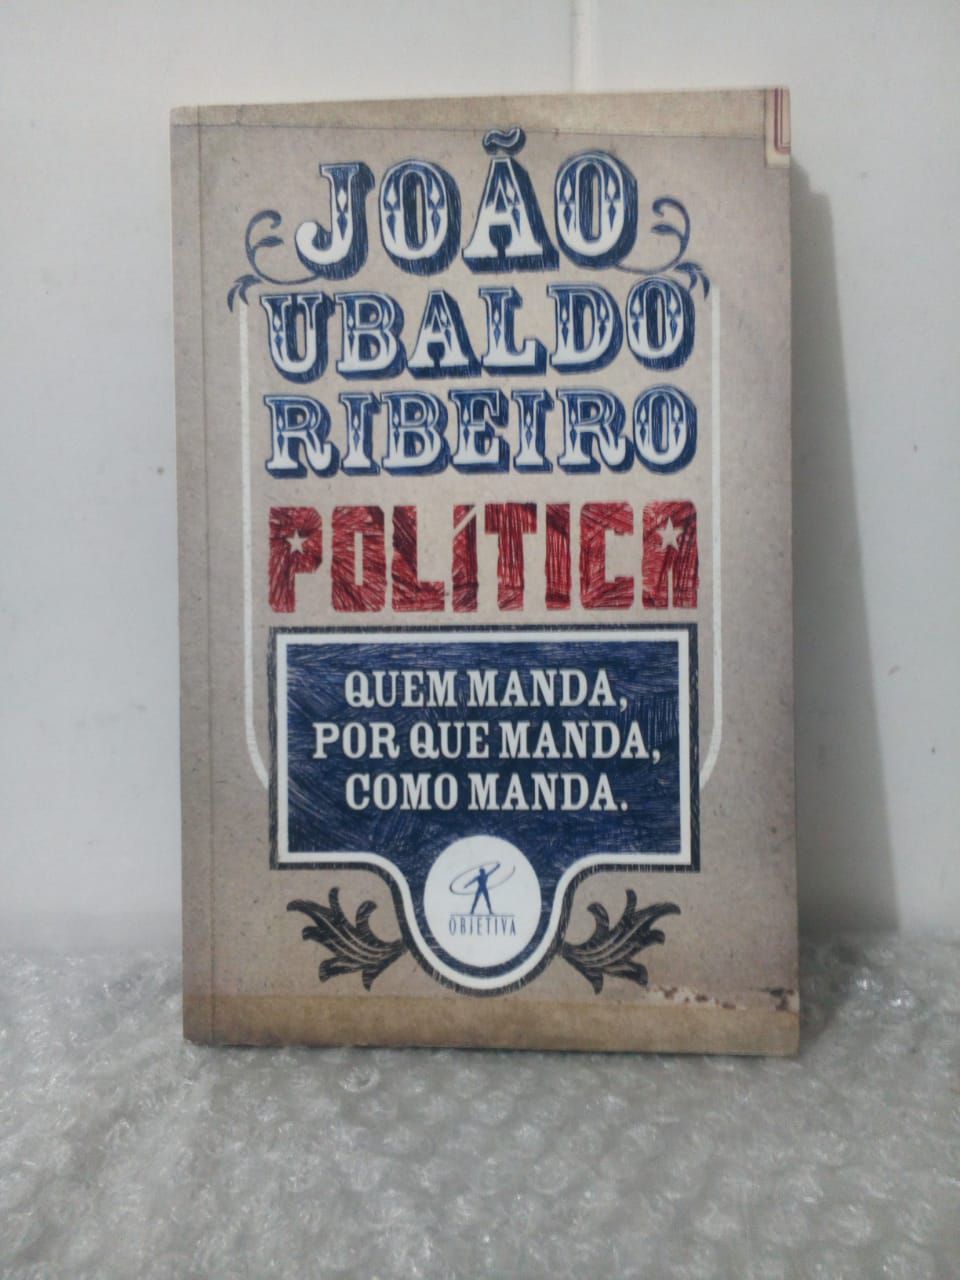 JOÃO
UBALDO
RIBEIRO
POLÍTICA
QUEM MANDA,
POR QUE MANDA,
COMO MANDA.
OBJETIVA